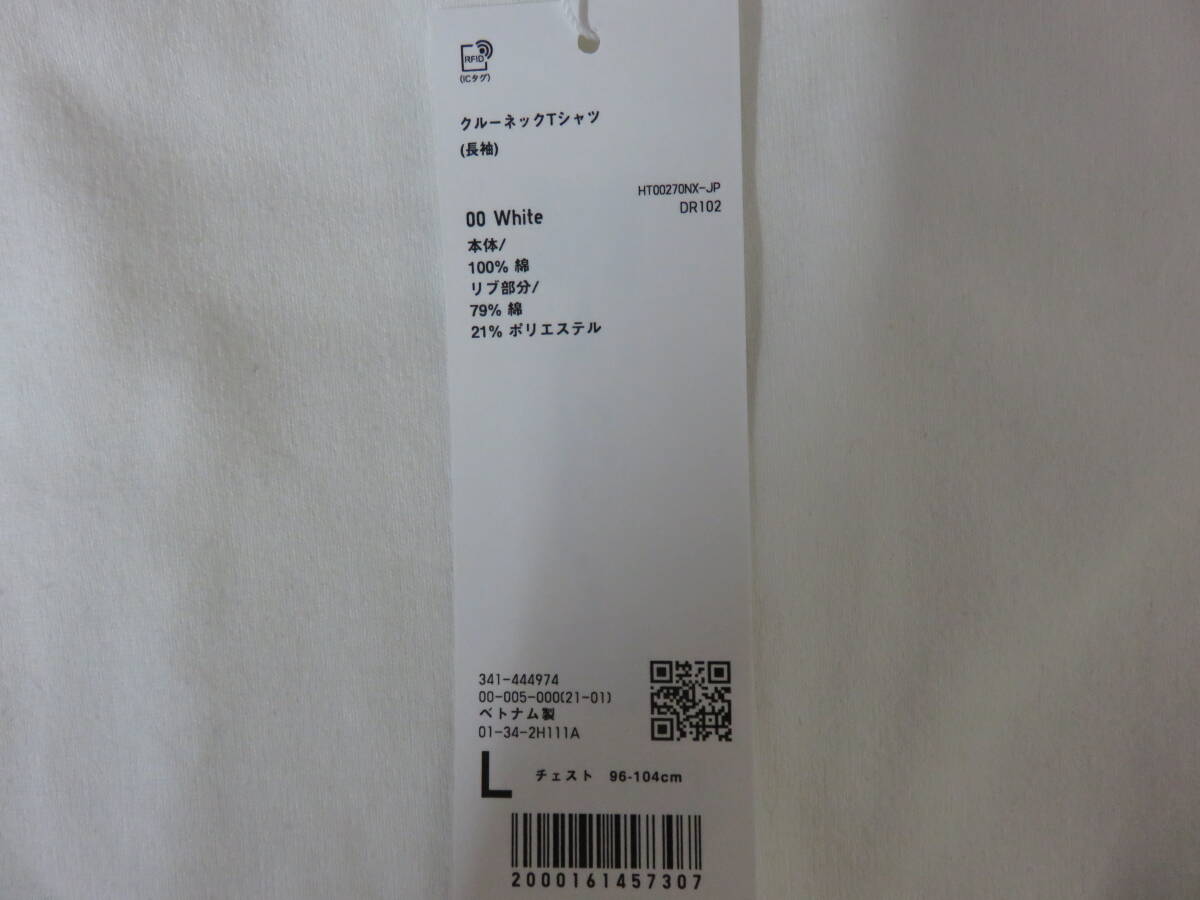 RFID
(ICタグ)
クルーネックTシャツ
(長袖)
HT00270NX-JP
DR102
00 White
本体/
100% 綿
リブ部分/
79% 綿
21% ポリエステル
341-444974
00-005-000(21-01)
ベトナム製
01-34-2H111A
L チェスト 96-104cm
2000161457307